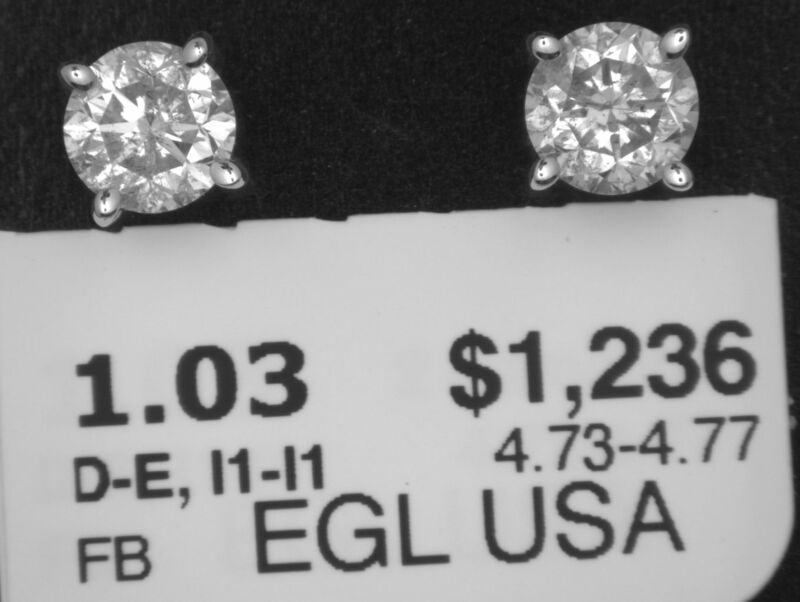 1.03 $1,236
D-E, I1-I1 4.73-4.77
FB EGL USA